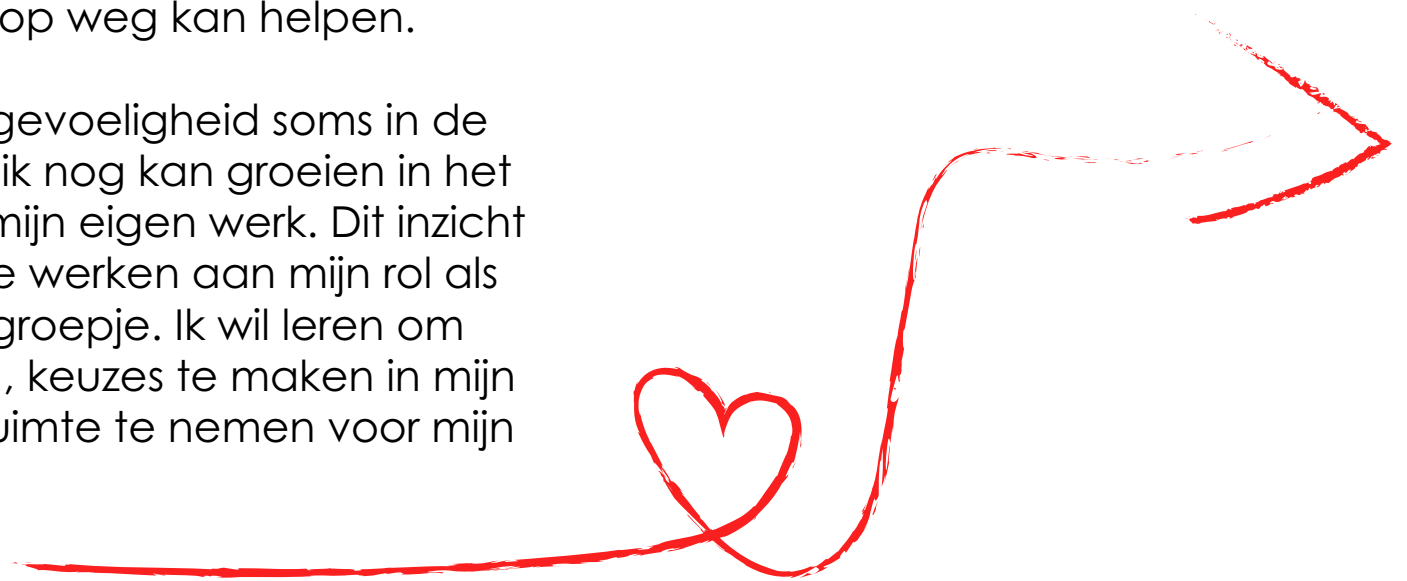 op weg kan helpen.
gevoeligheid soms in de
ik nog kan groeien in het
mijn eigen werk. Dit inzicht
e werken aan mijn rol als
groepje. Ik wil leren om
, keuzes te maken in mijn
uimte te nemen voor mijn